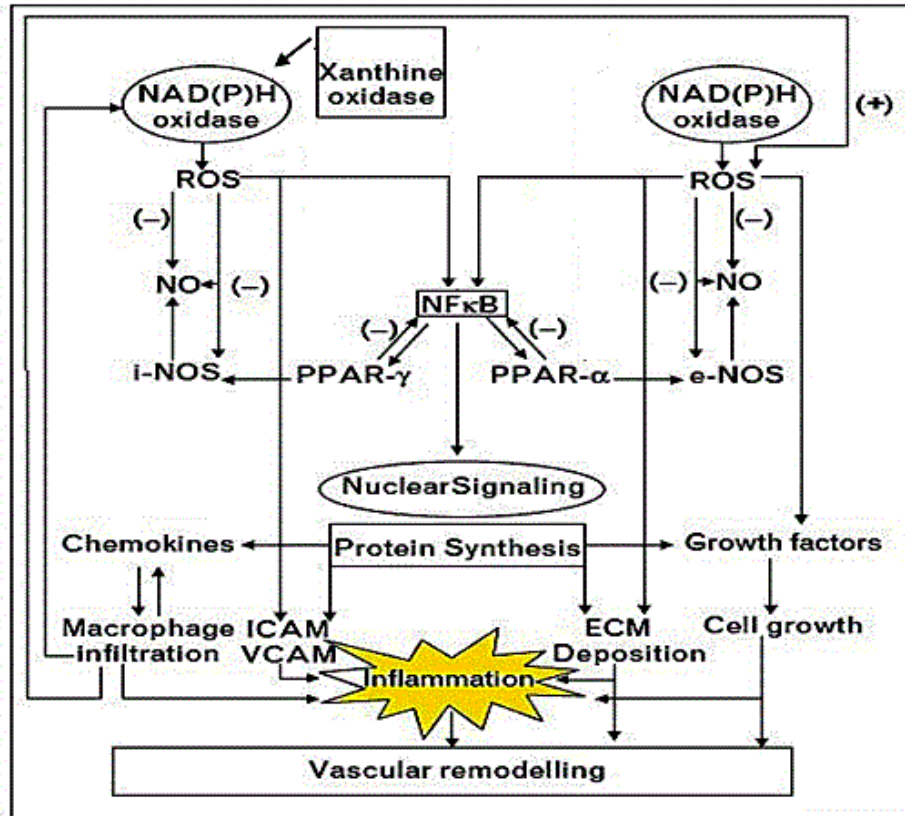 Xanthine
oxidase
NAD(P)H
oxidase
NAD(P)H
oxidase
(+)
ROS
ROS
(−)
(−)
NO
(−)
(−)
NO
NFκB
(−)
(−)
i-NOS
PPAR-γ
PPAR-α
e-NOS
NuclearSignaling
Chemokines
Protein Synthesis
Growth factors
Macrophage
infiltration
ICAM
VCAM
ECM
Deposition
Cell growth
Inflammation
Vascular remodelling